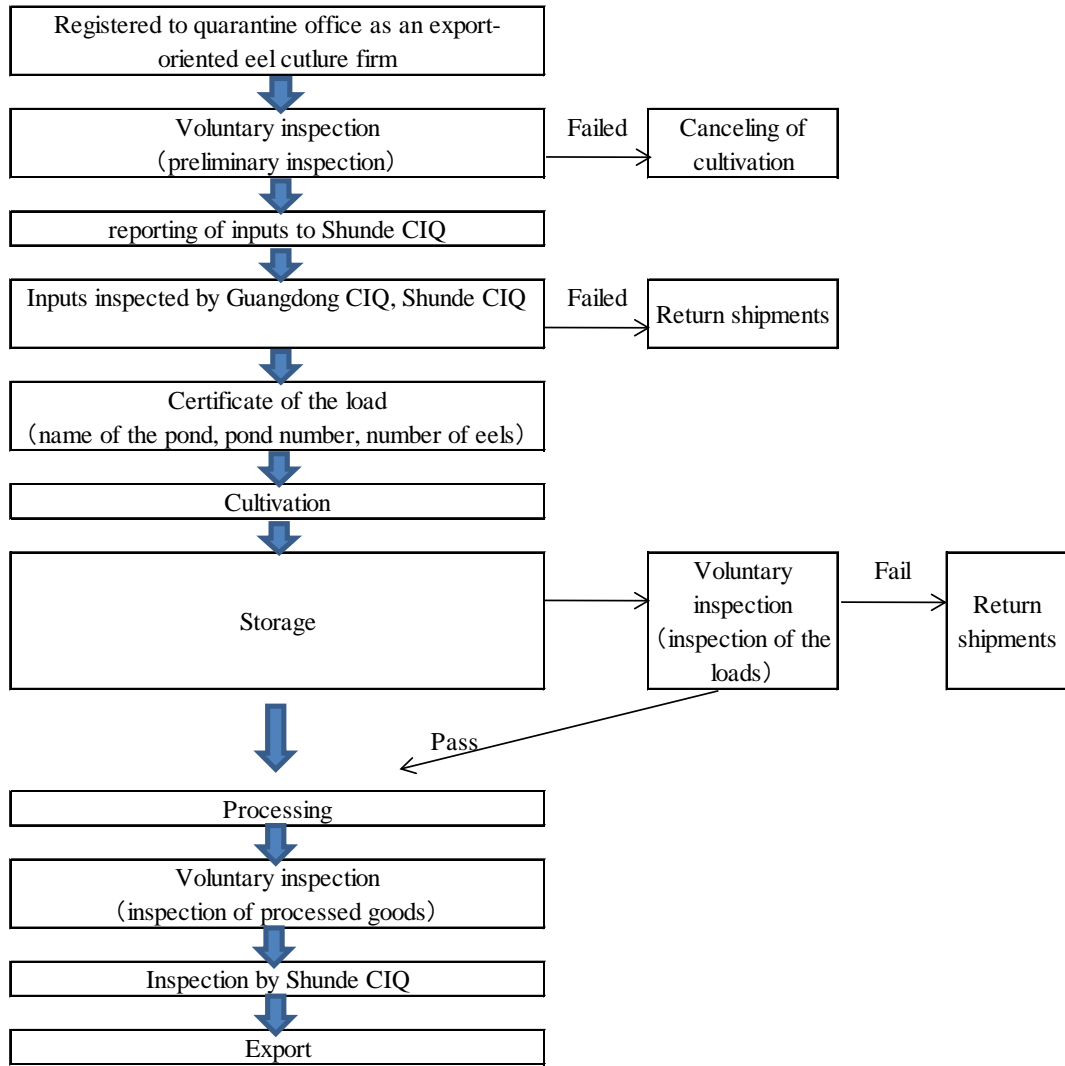 Registered to quarantine office as an export-
oriented eel cutlure firm
Voluntary inspection
（preliminary inspection）
Failed
Canceling of
cultivation
reporting of inputs to Shunde CIQ
Inputs inspected by Guangdong CIQ, Shunde CIQ
Failed
Return shipments
Certificate of the load
（name of the pond, pond number, number of eels）
Cultivation
Storage
Voluntary
inspection
（inspection of the
loads）
Fail
Return
shipments
Pass
Processing
Voluntary inspection
（inspection of processed goods）
Inspection by Shunde CIQ
Export